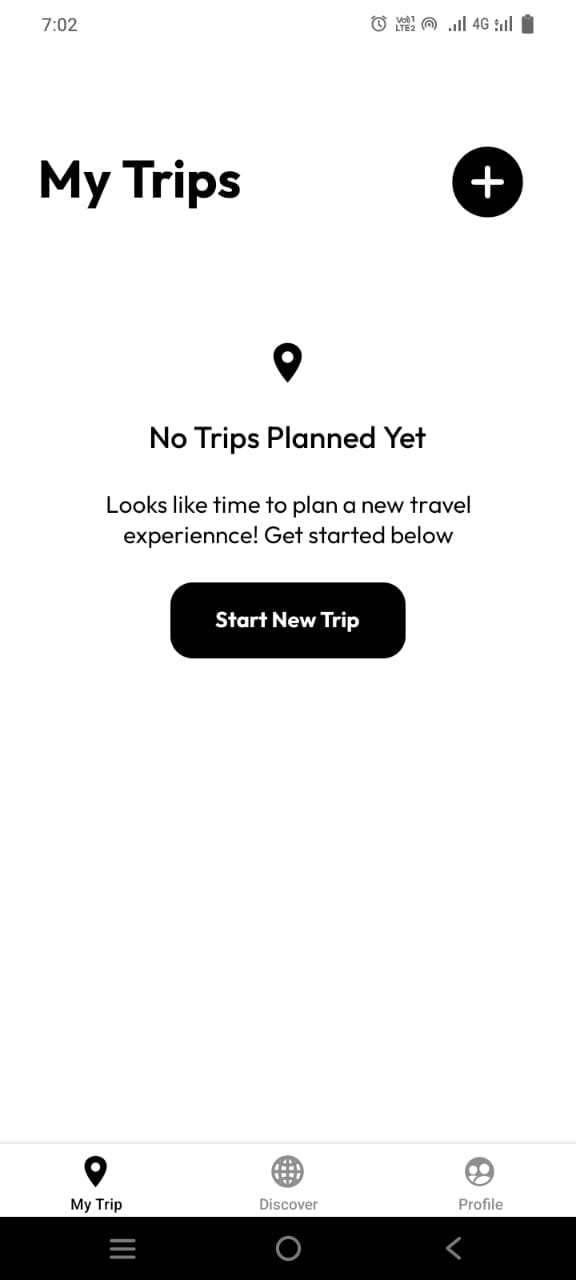 7:02
Vo)) 1
LTE2
4G
My Trips
No Trips Planned Yet
Looks like time to plan a new travel
experiennce! Get started below
Start New Trip
My Trip
Discover
Profile